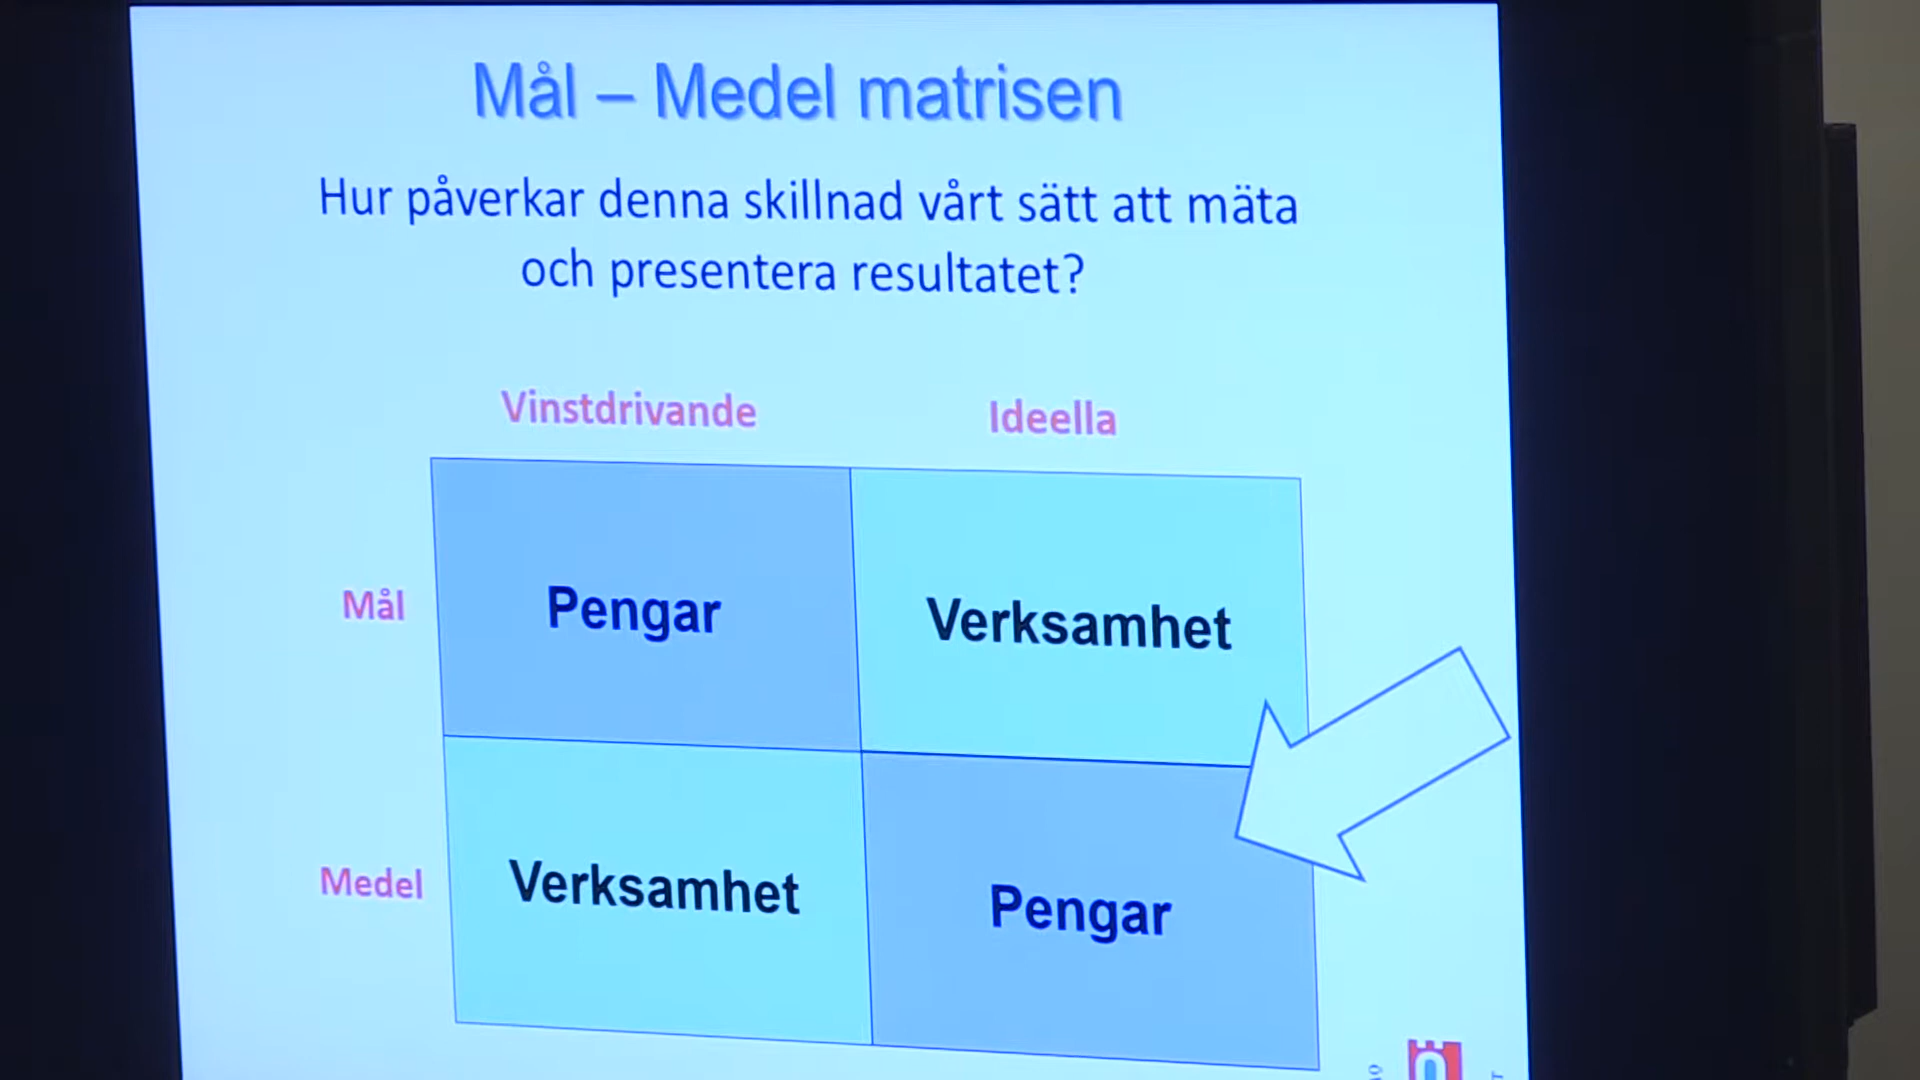 Mål – Medel matrisen
Hur påverkar denna skillnad vårt sätt att mäta
och presentera resultatet?
Vinstdrivande
Ideella
Mål
Pengar
Verksamhet
Medel
Verksamhet
Pengar